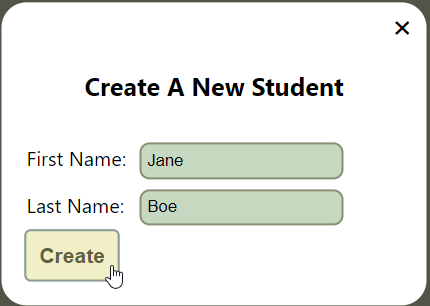 ×
Create A New Student
First Name: Jane
Last Name: Boe
Create